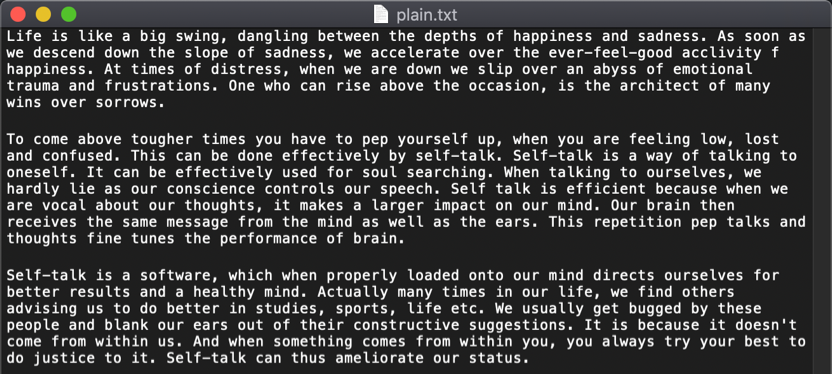 plain.txt
Life is like a big swing, dangling between the depths of happiness and sadness. As soon as
we descend down the slope of sadness, we accelerate over the ever-feel-good acclivity f
happiness. At times of distress, when we are down we slip over an abyss of emotional
trauma and frustrations. One who can rise above the occasion, is the architect of many
wins over sorrows.
To come above tougher times you have to pep yourself up, when you are feeling low, lost
and confused. This can be done effectively by self-talk. Self-talk is a way of talking to
oneself. It can be effectively used for soul searching. When talking to ourselves, we
hardly lie as our conscience controls our speech. Self talk is efficient because when we
are vocal about our thoughts, it makes a larger impact on our mind. Our brain then
receives the same message from the mind as well as the ears. This repetition pep talks and
thoughts fine tunes the performance of brain.
Self-talk is a software, which when properly loaded onto our mind directs ourselves for
better results and a healthy mind. Actually many times in our life, we find others
advising us to do better in studies, sports, life etc. We usually get bugged by these
people and blank our ears out of their constructive suggestions. It is because it doesn't
come from within us. And when something comes from within you, you always try your best to
do justice to it. Self-talk can thus ameliorate our status.